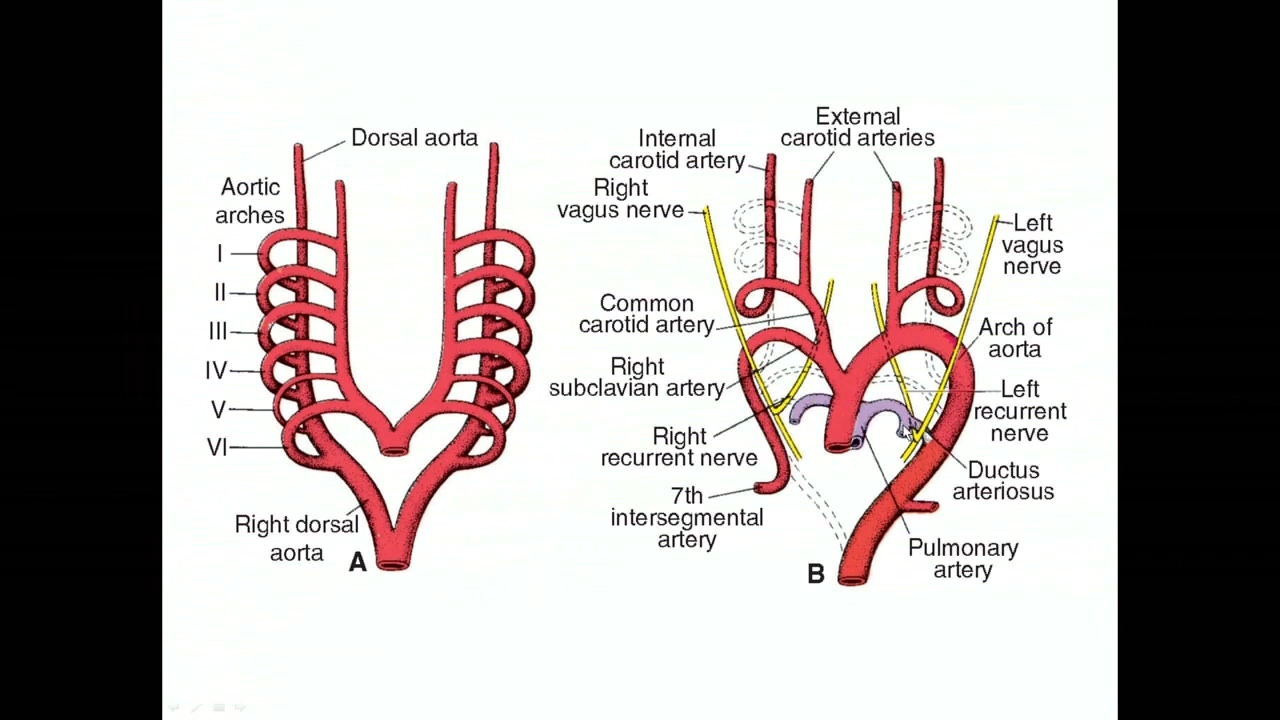 Dorsal aorta
Aortic
arches
I
II
III
IV
V
VI
Right dorsal
aorta
A
External
carotid arteries
Internal
carotid artery
Right
vagus nerve
Left
vagus
nerve
Common
carotid artery
Arch of
aorta
Right
subclavian artery
Left
recurrent
nerve
Right
recurrent nerve
Ductus
arteriosus
7th
intersegmental
artery
Pulmonary
artery
B